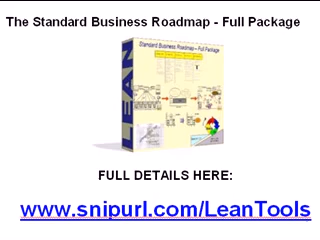 The Standard Business Roadmap - Full Package
Standard Business Roadmap – Full Package
LEAN
FULL DETAILS HERE:
www.snipurl.com/LeanTools